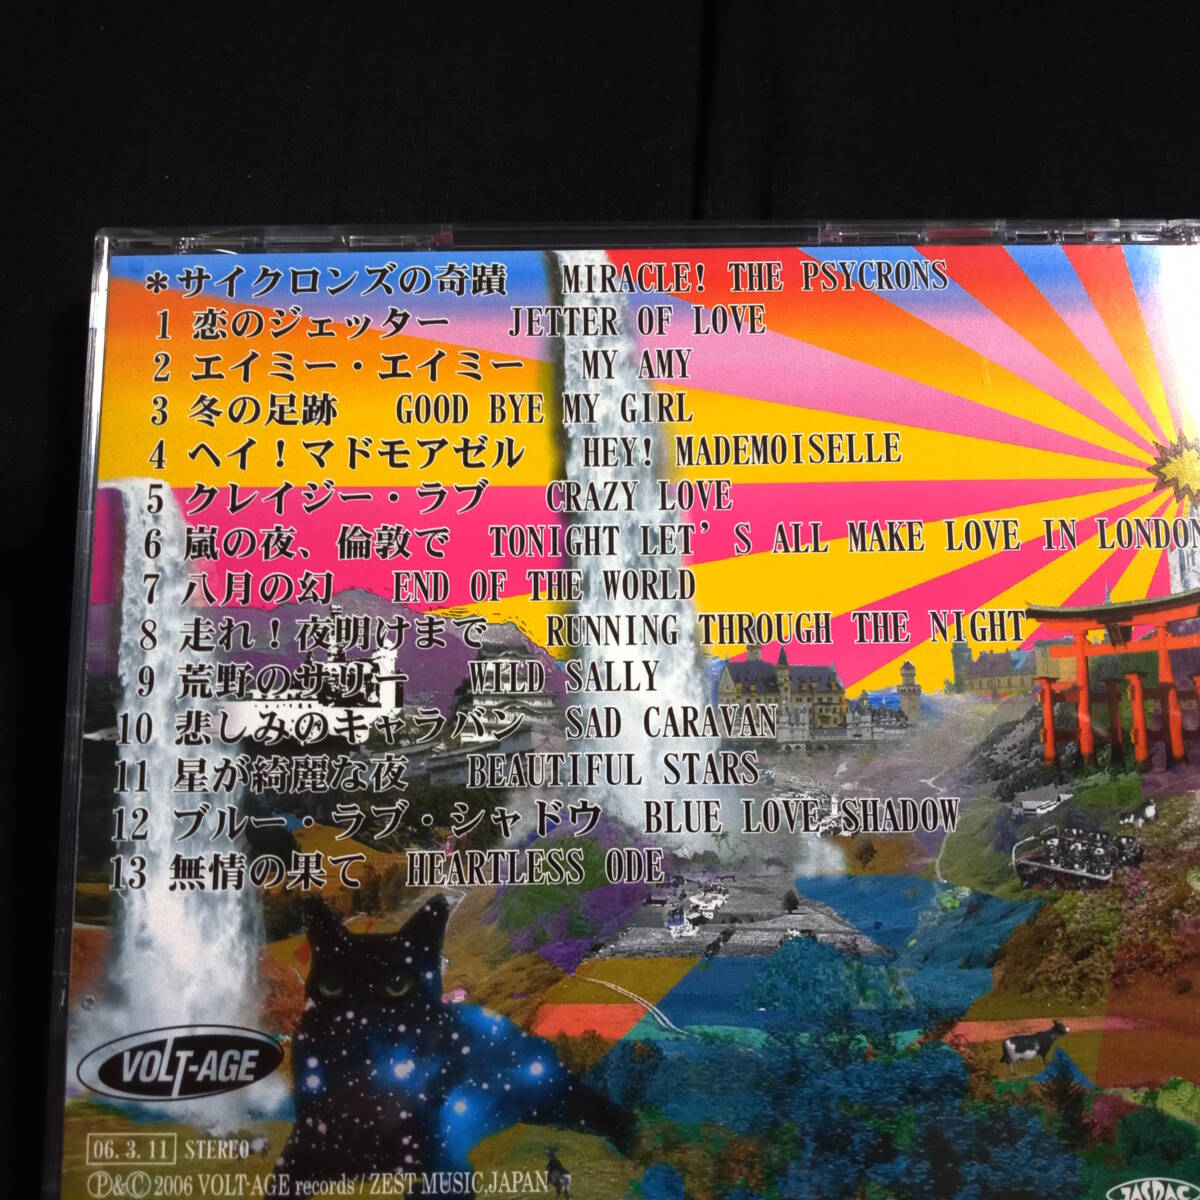 ＊サイクロンズの奇蹟 MIRACLE! THE PSYCRONS
1 恋のジェッター JETTER OF LOVE
2 エイミー・エイミー MY AMY
3 冬の足跡 GOOD BYE MY GIRL
4 ヘイ！マドモアゼル HEY! MADEMOISELLE
5 クレイジー・ラブ CRAZY LOVE
6 嵐の夜、倫敦で TONIGHT LET'S ALL MAKE LOVE IN LONDON
7 八月の幻 END OF THE WORLD
8 走れ！夜明けまで RUNNING THROUGH THE NIGHT
9 荒野のサリー WILD SALLY
10 悲しみのキャラバン SAD CARAVAN
11 星が綺麗な夜 BEAUTIFUL STARS
12 ブルー・ラブ・シャドウ BLUE LOVE SHADOW
13 無情の果て HEARTLESS ODE
VOLT-AGE
06.3.11 STEREO
Ⓟ&Ⓒ 2006 VOLT-AGE records / ZEST MUSIC,JAPAN